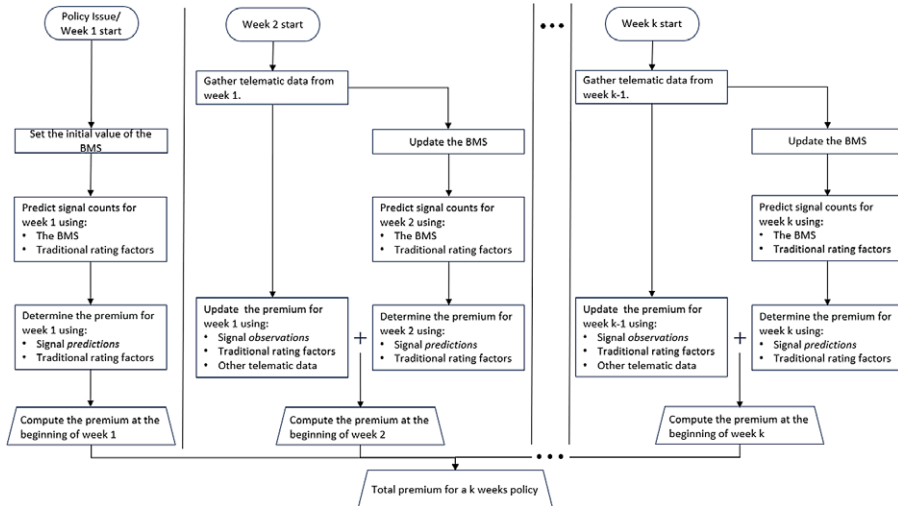 Policy Issue/
Week 1 start
Set the initial value of the
BMS
Predict signal counts for
week 1 using:
• The BMS
• Traditional rating factors
Determine the premium for
week 1 using:
• Signal predictions
• Traditional rating factors
Compute the premium at the
beginning of week 1
Week 2 start
Gather telematic data from
week 1.
Update the BMS
Predict signal counts for
week 2 using:
• The BMS
• Traditional rating factors
Update the premium for
week 1 using:
• Signal observations
• Traditional rating factors
• Other telematic data
+
Determine the premium for
week 2 using:
• Signal predictions
• Traditional rating factors
Compute the premium at the
beginning of week 2
•••
•••
Week k start
Gather telematic data from
week k-1.
Update the BMS
Predict signal counts for
week k using:
• The BMS
• Traditional rating factors
Update the premium for
week k-1 using:
• Signal observations
• Traditional rating factors
• Other telematic data
+
Determine the premium for
week k using:
• Signal predictions
• Traditional rating factors
Compute the premium at the
beginning of week k
Total premium for a k weeks policy